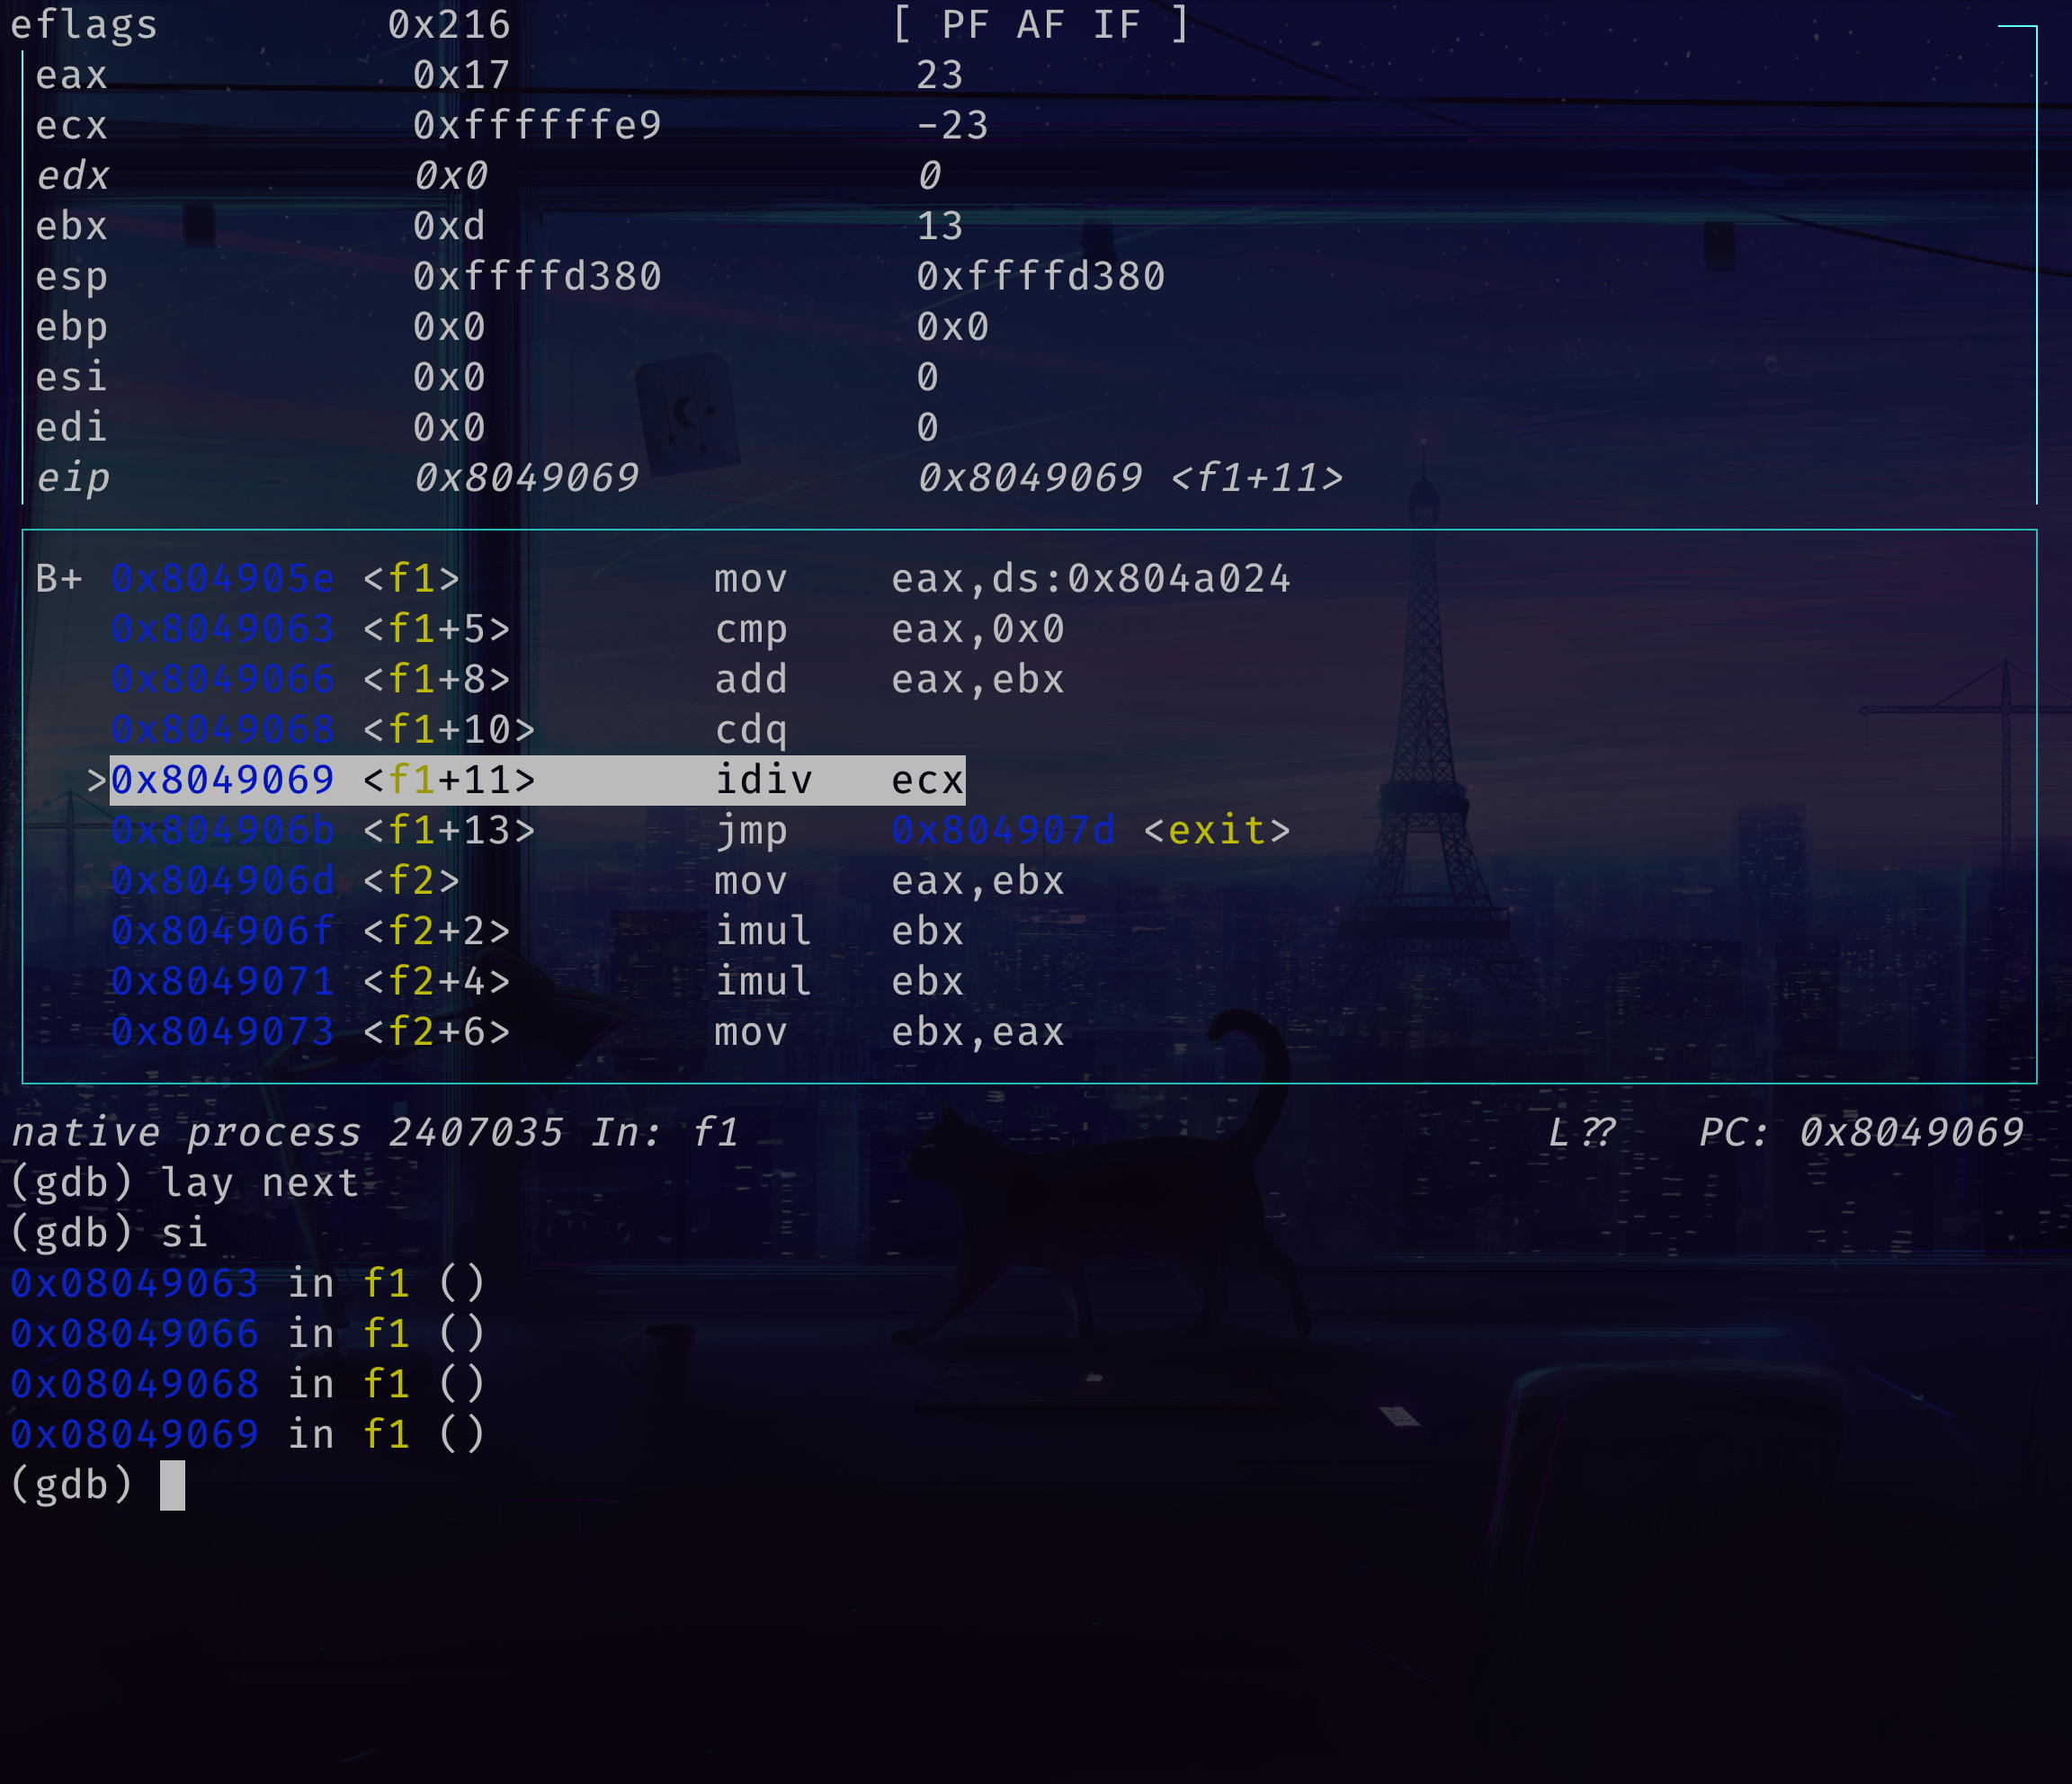 eflags 0x216 [ PF AF IF ]
eax 0x17 23
ecx 0xffffffe9 -23
edx 0x0 0
ebx 0xd 13
esp 0xffffd380 0xffffd380
ebp 0x0 0x0
esi 0x0 0
edi 0x0 0
eip 0x8049069 0x8049069 <f1+11>
B+ 0x804905e <f1> mov eax,ds:0x804a024
0x8049063 <f1+5> cmp eax,0x0
0x8049066 <f1+8> add eax,ebx
0x8049068 <f1+10> cdq
>0x8049069 <f1+11> idiv ecx
0x804906b <f1+13> jmp 0x804907d <exit>
0x804906d <f2> mov eax,ebx
0x804906f <f2+2> imul ebx
0x8049071 <f2+4> imul ebx
0x8049073 <f2+6> mov ebx,eax
native process 2407035 In: f1 L?? PC: 0x8049069
(gdb) lay next
(gdb) si
0x08049063 in f1 ()
0x08049066 in f1 ()
0x08049068 in f1 ()
0x08049069 in f1 ()
(gdb)